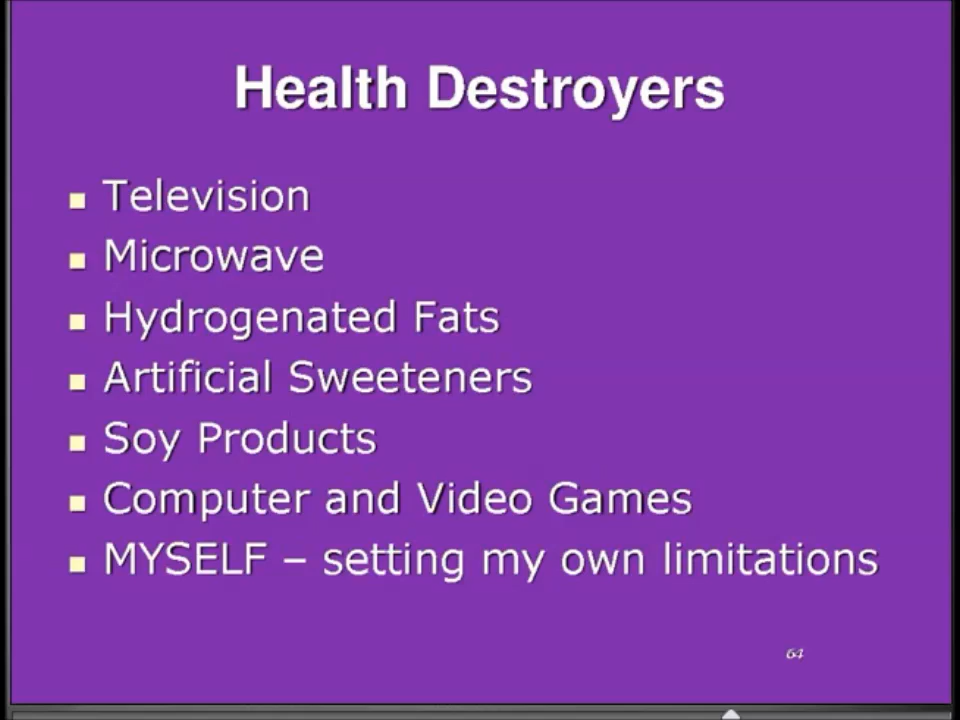 Health Destroyers
Television
Microwave
Hydrogenated Fats
Artificial Sweeteners
Soy Products
Computer and Video Games
MYSELF – setting my own limitations
64